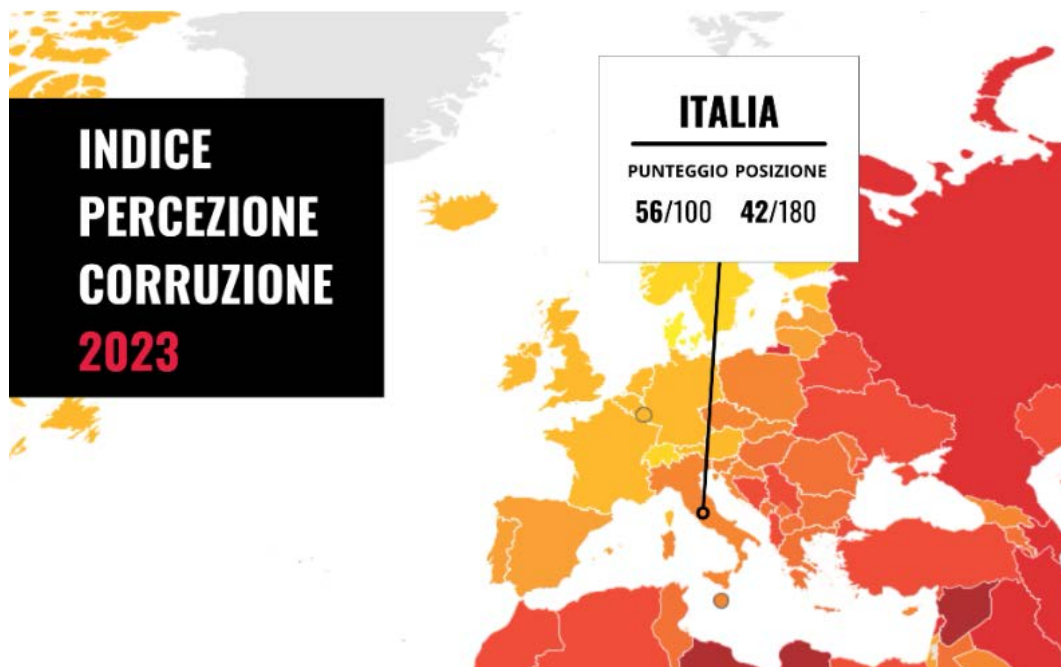 INDICE
PERCEZIONE
CORRUZIONE
2023
ITALIA
PUNTEGGIO POSIZIONE
56/100 42/180